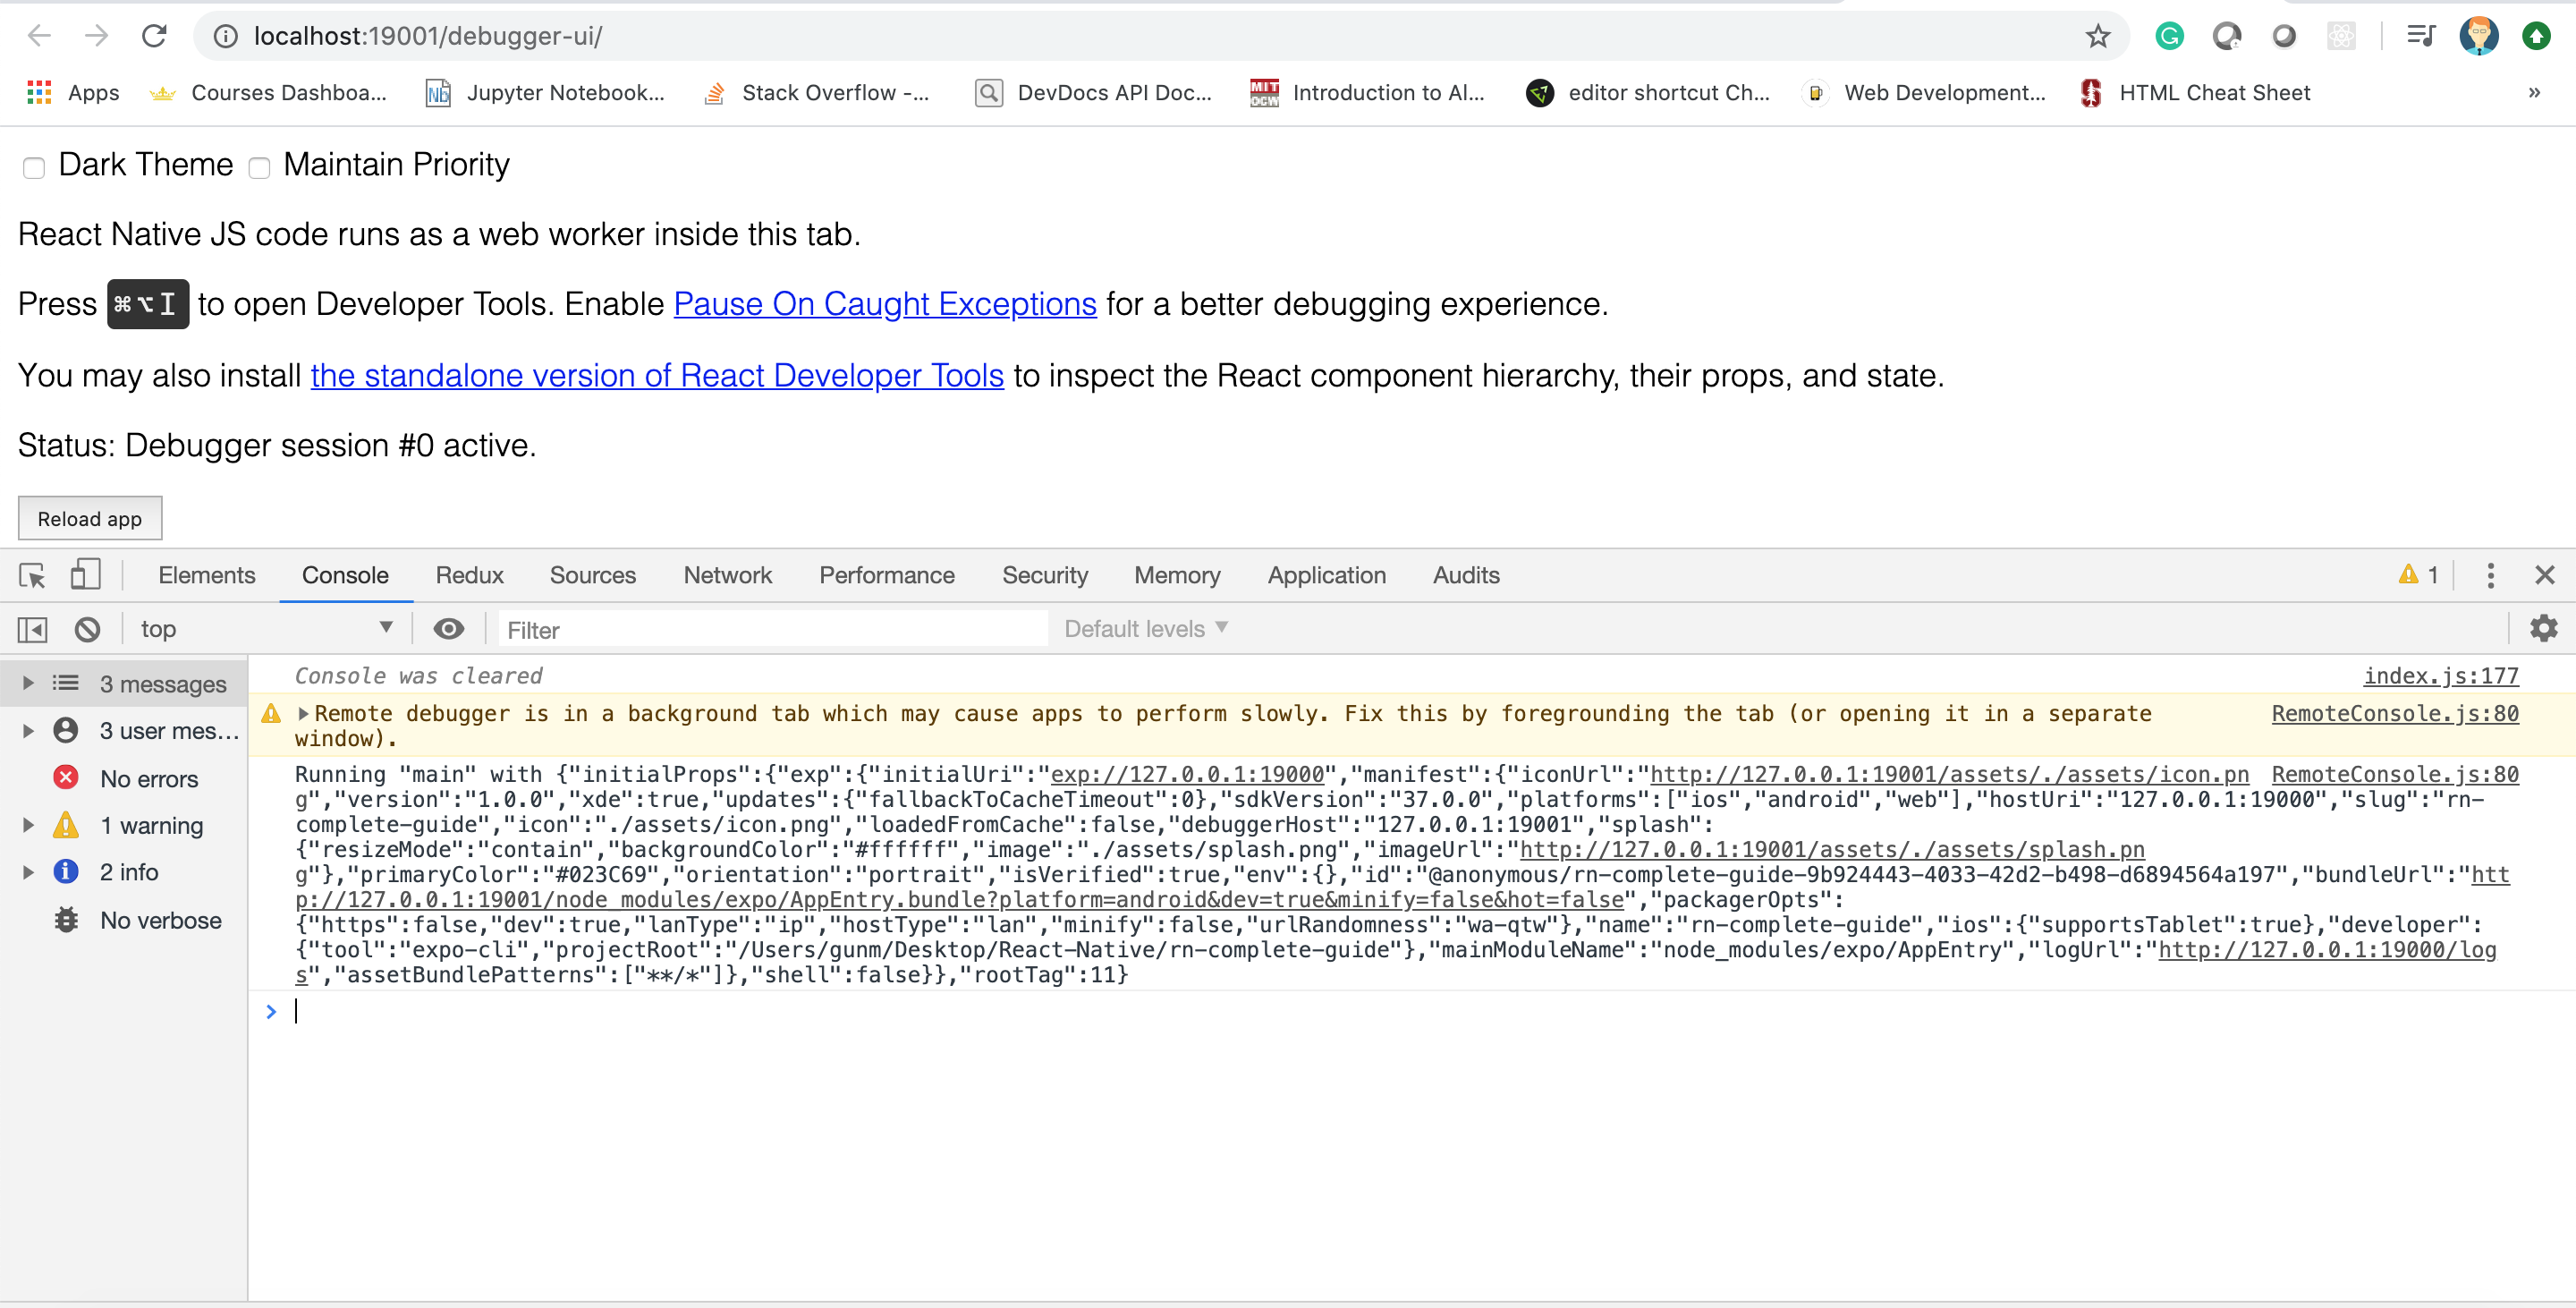 localhost:19001/debugger-ui/
Apps Courses Dashboa... Jupyter Notebook... Stack Overflow -... DevDocs API Doc... Introduction to Al... editor shortcut Ch... Web Development... HTML Cheat Sheet »
Dark Theme Maintain Priority
React Native JS code runs as a web worker inside this tab.
Press ⌘⌥I to open Developer Tools. Enable Pause On Caught Exceptions for a better debugging experience.
You may also install the standalone version of React Developer Tools to inspect the React component hierarchy, their props, and state.
Status: Debugger session #0 active.
Reload app
Elements Console Redux Sources Network Performance Security Memory Application Audits 1
top Filter Default levels
3 messages
3 user mes...
No errors
1 warning
2 info
No verbose
Console was cleared index.js:177
Remote debugger is in a background tab which may cause apps to perform slowly. Fix this by foregrounding the tab (or opening it in a separate RemoteConsole.js:80
window).
Running "main" with {"initialProps":{"exp":{"initialUri":"exp://127.0.0.1:19000","manifest":{"iconUrl":"http://127.0.0.1:19001/assets/./assets/icon.pn RemoteConsole.js:80
g","version":"1.0.0","xde":true,"updates":{"fallbackToCacheTimeout":0},"sdkVersion":"37.0.0","platforms":["ios","android","web"],"hostUri":"127.0.0.1:19000","slug":"rn-
complete-guide","icon":"./assets/icon.png","loadedFromCache":false,"debuggerHost":"127.0.0.1:19001","splash":
{"resizeMode":"contain","backgroundColor":"#ffffff","image":"./assets/splash.png","imageUrl":"http://127.0.0.1:19001/assets/./assets/splash.pn
g"},"primaryColor":"#023C69","orientation":"portrait","isVerified":true,"env":{},"id":"@anonymous/rn-complete-guide-9b924443-4033-42d2-b498-d6894564a197","bundleUrl":"htt
p://127.0.0.1:19001/node_modules/expo/AppEntry.bundle?platform=android&dev=true&minify=false&hot=false","packagerOpts":
{"https":false,"dev":true,"lanType":"ip","hostType":"lan","minify":false,"urlRandomness":"wa-qtw"},"name":"rn-complete-guide","ios":{"supportsTablet":true},"developer":
{"tool":"expo-cli","projectRoot":"/Users/gunm/Desktop/React-Native/rn-complete-guide"},"mainModuleName":"node_modules/expo/AppEntry","logUrl":"http://127.0.0.1:19000/log
s","assetBundlePatterns":["**/*"]},"shell":false}},"rootTag":11}